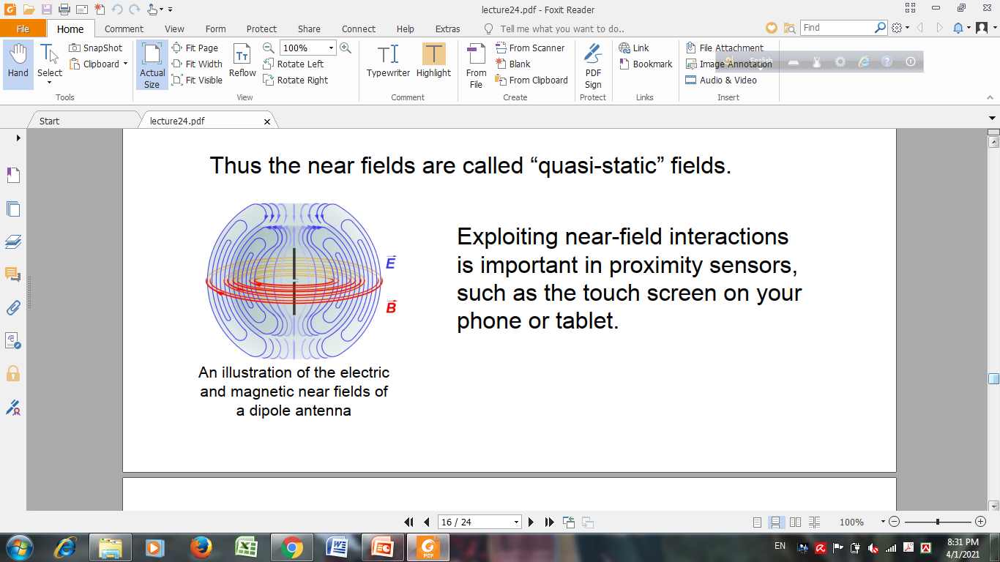 lecture24.pdf - Foxit Reader
File Home Comment View Form Protect Share Connect Help Extras Tell me what you want to do.. Find
Hand
Select
SnapShot
Clipboard
Tools
Actual
Size
Fit Page
Fit Width
Fit Visible
Reflow
100%
Rotate Left
Rotate Right
View
Typewriter
Highlight
Comment
From
File
From Scanner
Blank
From Clipboard
Create
PDF
Sign
Protect
Link
Bookmark
Links
File Attachment
Image Annotation
Audio & Video
Insert
English
Start
lecture24.pdf
Thus the near fields are called “quasi-static” fields.
E
B
An illustration of the electric
and magnetic near fields of
a dipole antenna
Exploiting near-field interactions
is important in proximity sensors,
such as the touch screen on your
phone or tablet.
16 / 24
100%
PDF
EN
8:31 PM
4/1/2021